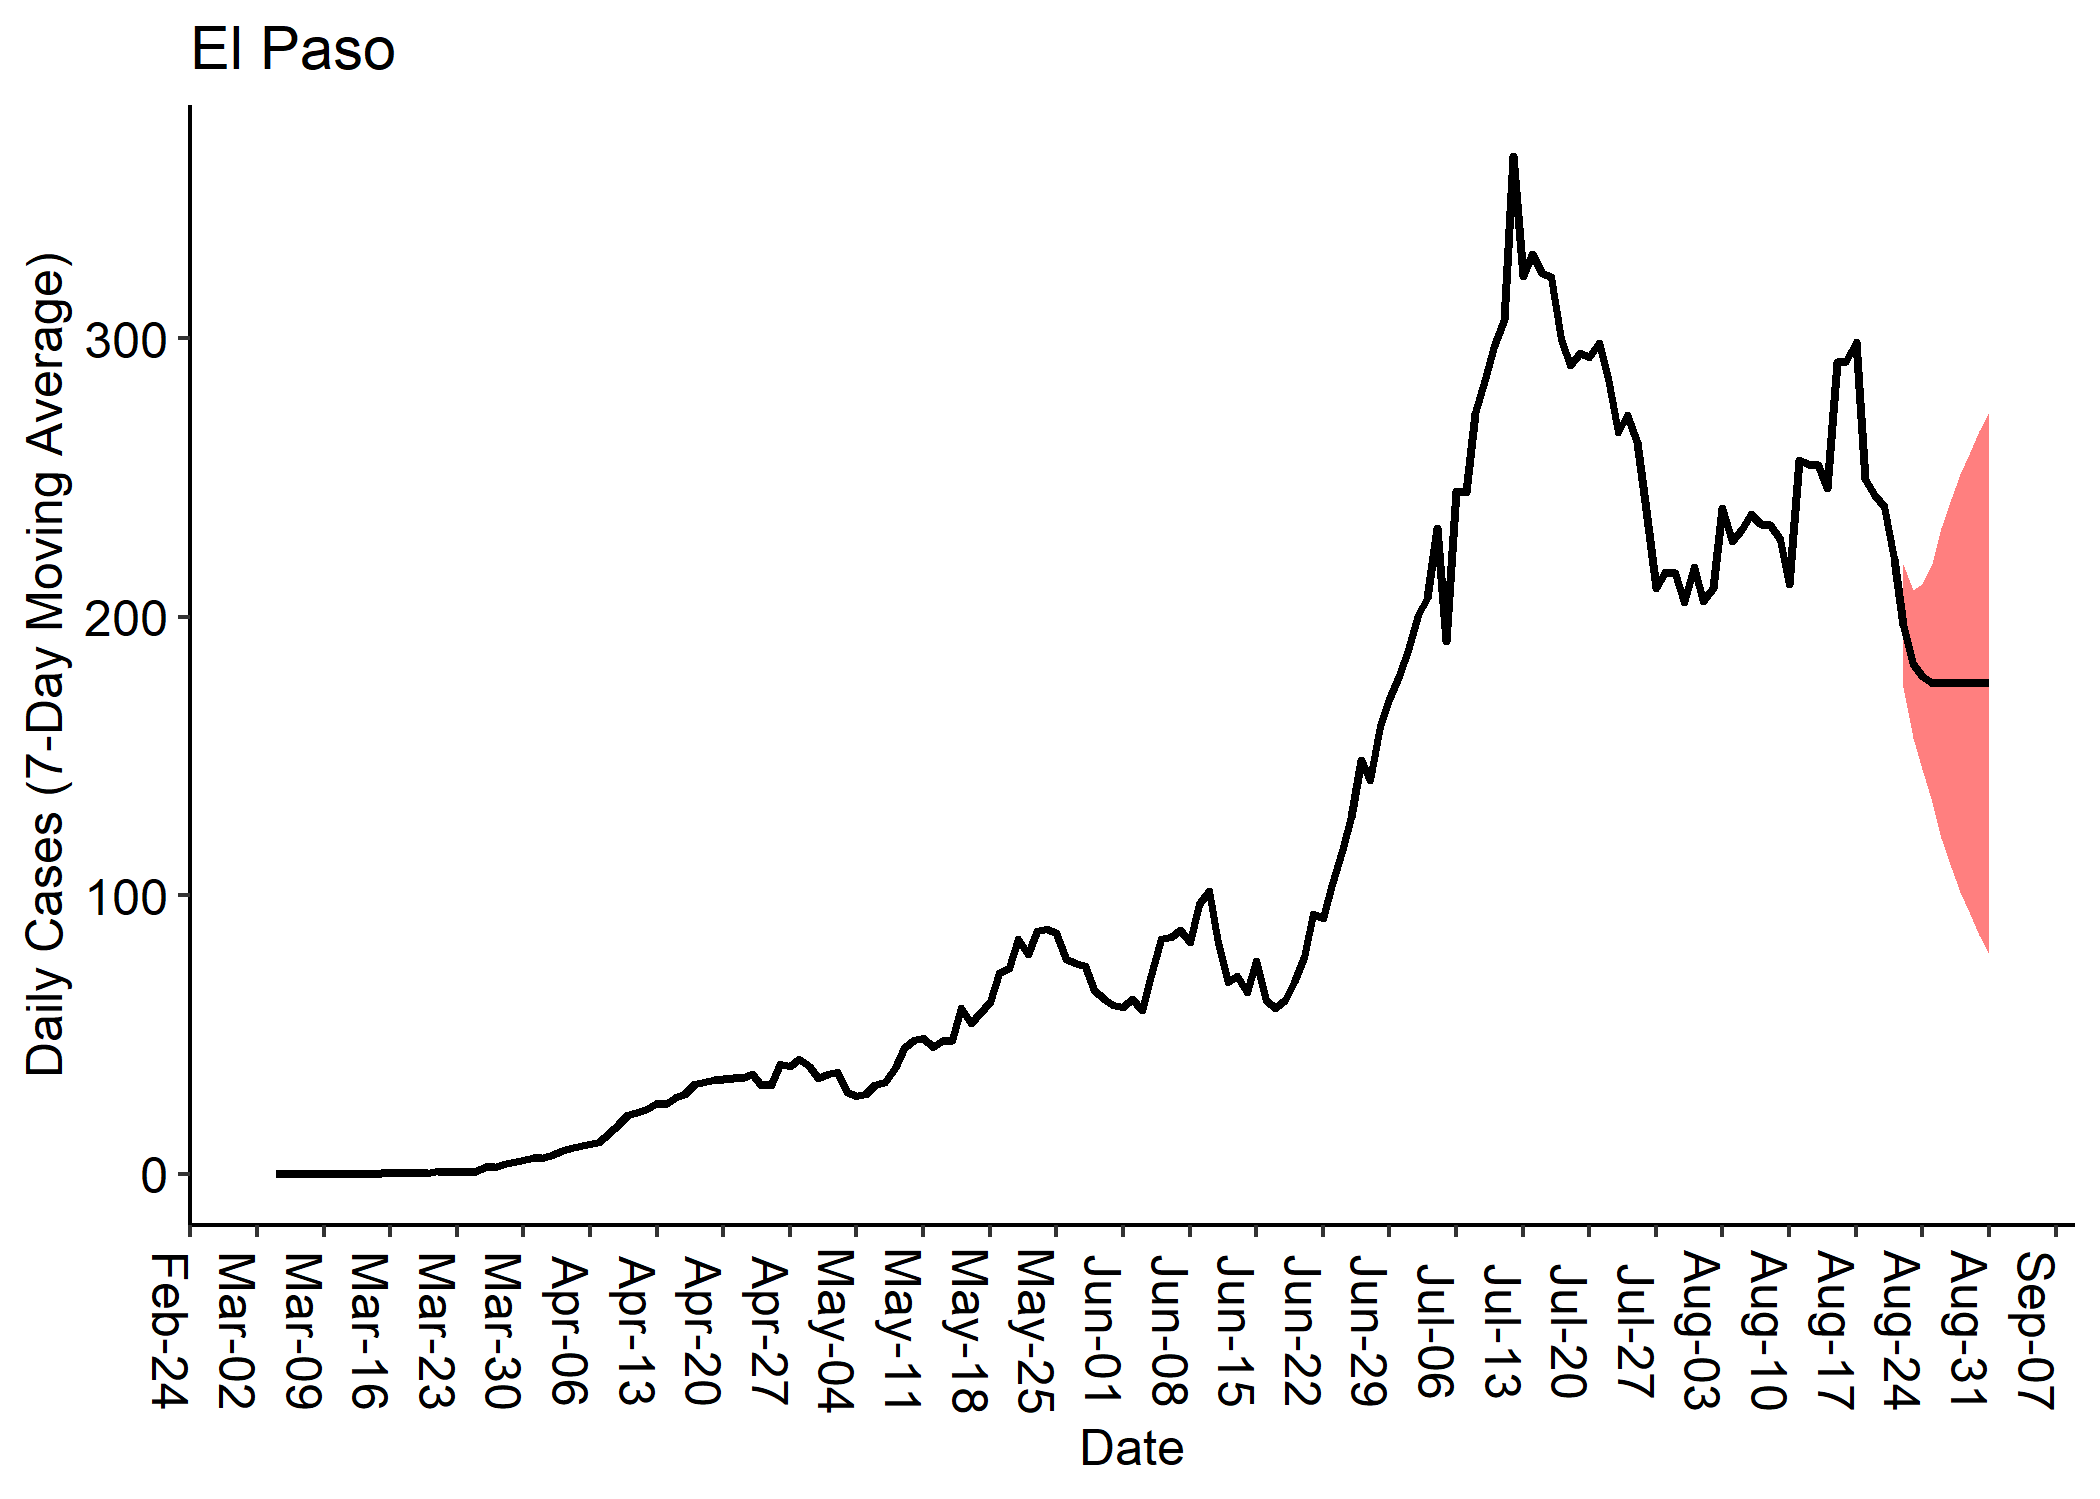 El Paso
Daily Cases (7-Day Moving Average)
300
200
100
0
Feb-24
Mar-02
Mar-09
Mar-16
Mar-23
Mar-30
Apr-06
Apr-13
Apr-20
Apr-27
May-04
May-11
May-18
May-25
Jun-01
Jun-08
Jun-15
Jun-22
Jun-29
Jul-06
Jul-13
Jul-20
Jul-27
Aug-03
Aug-10
Aug-17
Aug-24
Aug-31
Sep-07
Date